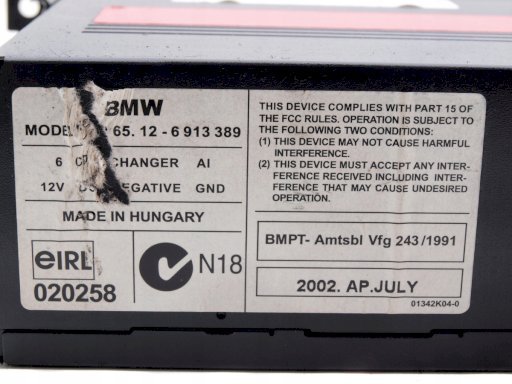 BMW
MODEL 65. 12 - 6 913 389
6 CHANGER AI
12V NEGATIVE GND
MADE IN HUNGARY
eIRL
020258
N18
THIS DEVICE COMPLIES WITH PART 15 OF
THE FCC RULES. OPERATION IS SUBJECT TO
THE FOLLOWING TWO CONDITIONS:
(1) THIS DEVICE MAY NOT CAUSE HARMFUL
INTERFERENCE.
(2) THIS DEVICE MUST ACCEPT ANY INTER-
FERENCE RECEIVED INCLUDING INTER-
FERENCE THAT MAY CAUSE UNDESIRED
OPERATION.
BMPT- Amtsbl Vfg 243/1991
2002. AP.JULY
01342K04-0